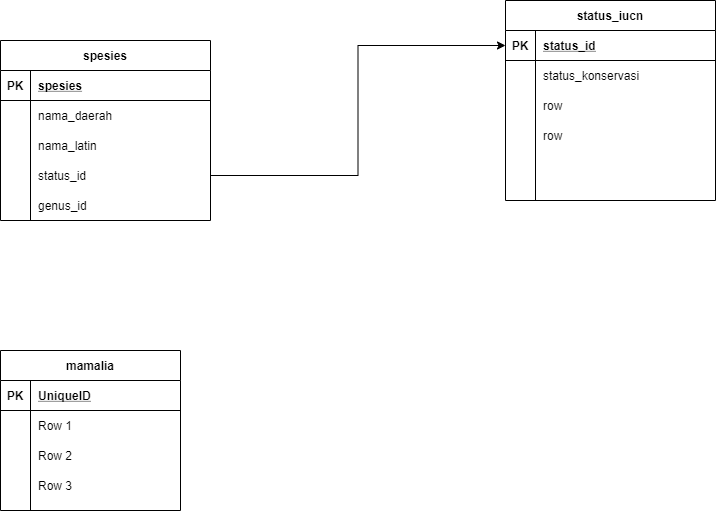 spesies
PK spesies
nama_daerah
nama_latin
status_id
genus_id
status_iucn
PK status_id
status_konservasi
row
row
mamalia
PK UniqueID
Row 1
Row 2
Row 3